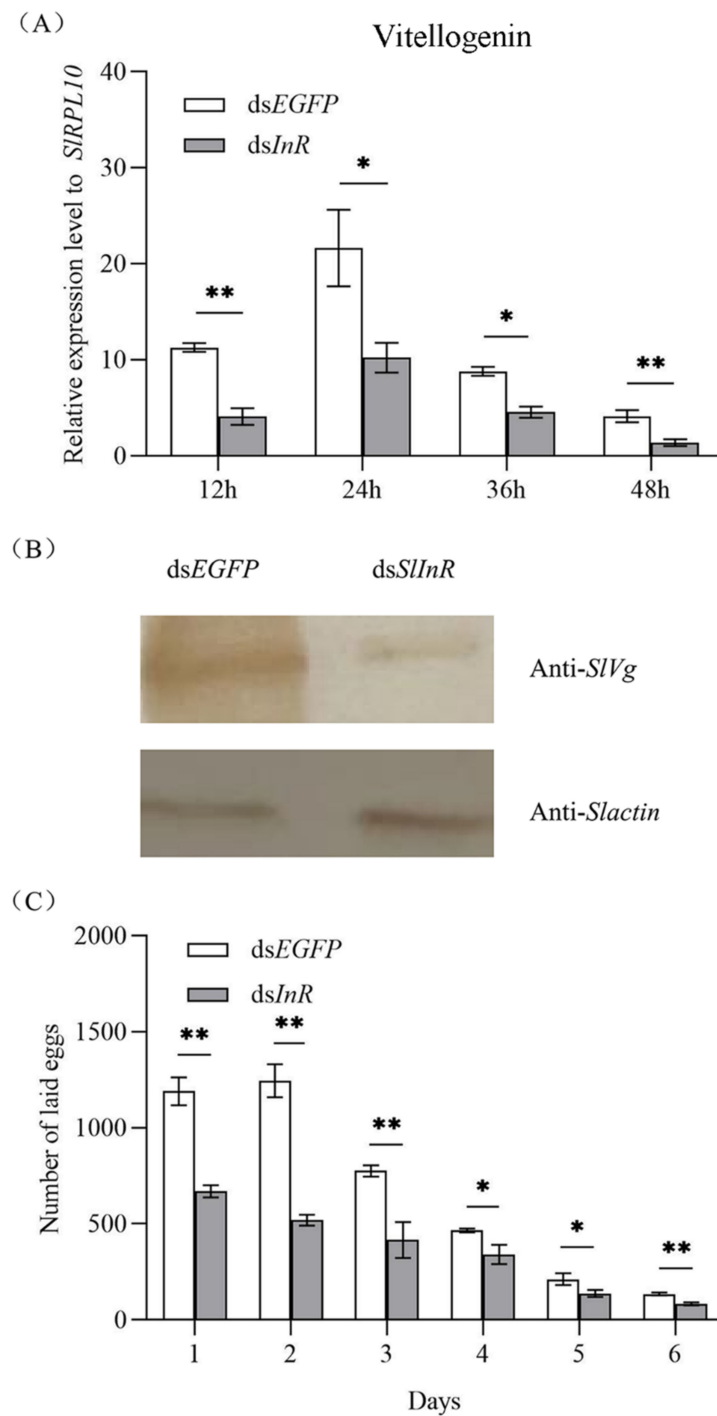 （A）
Vitellogenin
Relative expression level to SlRPL10
40
30
20
10
0
dsEGFP
dsInR
**
*
*
**
12h
24h
36h
48h
（B）
dsEGFP
dsSlInR
Anti-SlVg
Anti-Slactin
（C）
Number of laid eggs
2000
1500
1000
500
0
dsEGFP
dsInR
**
**
**
*
*
**
1
2
3
4
5
6
Days